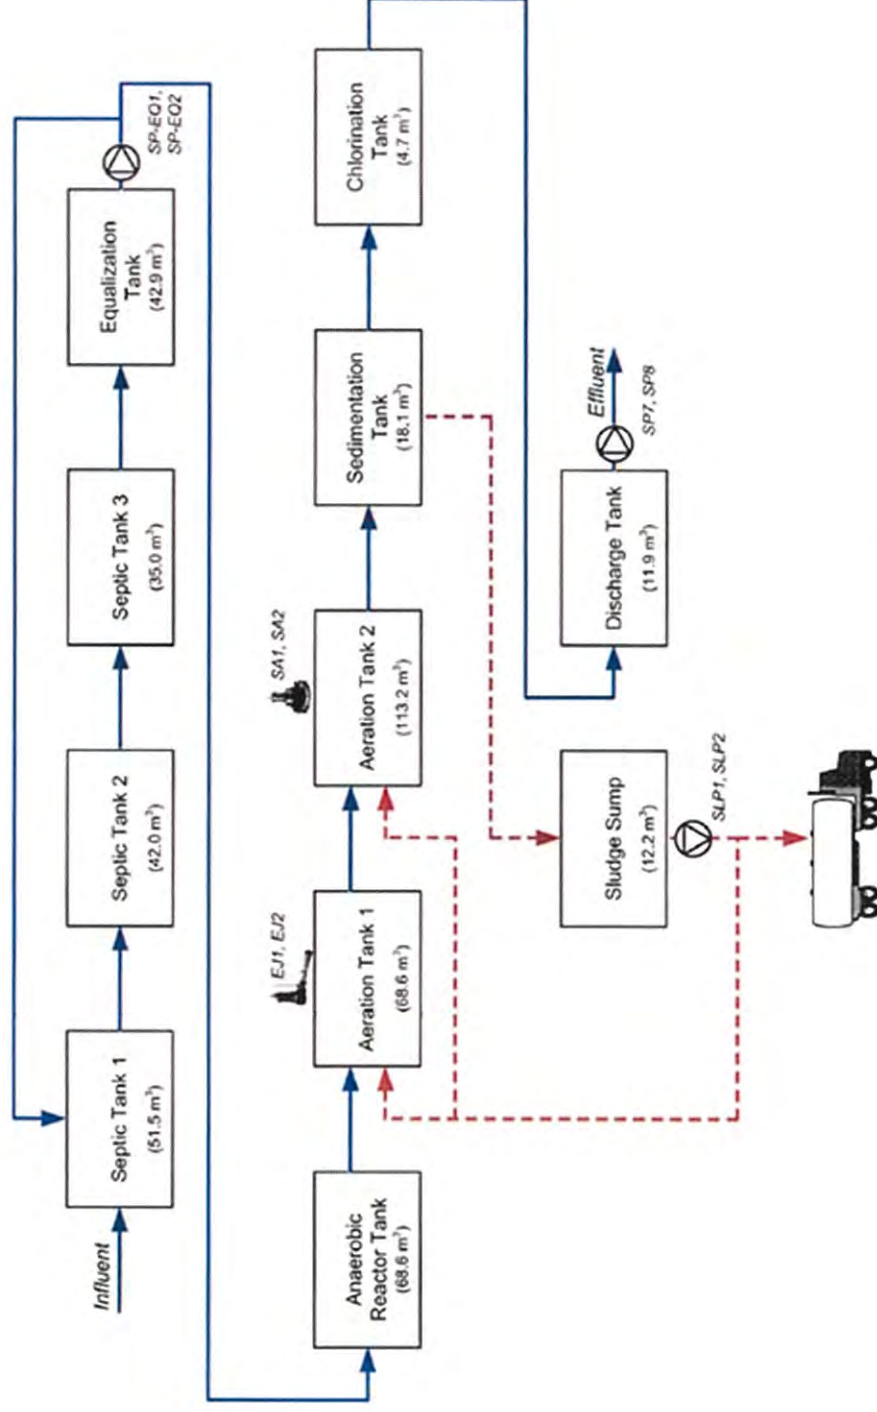 Influent
Septic Tank 1
(51.5 m³)
Septic Tank 2
(42.0 m³)
Septic Tank 3
(35.0 m³)
Equalization
Tank
(42.9 m³)
SP-EQ1,
SP-EQ2
Anaerobic
Reactor Tank
(68.6 m³)
EJ1, EJ2
Aeration Tank 1
(68.6 m³)
SA1, SA2
Aeration Tank 2
(113.2 m³)
Sedimentation
Tank
(18.1 m³)
Chlorination
Tank
(4.7 m³)
Sludge Sump
(12.2 m³)
SLP1, SLP2
Discharge Tank
(11.9 m³)
Effluent
SP7, SP8